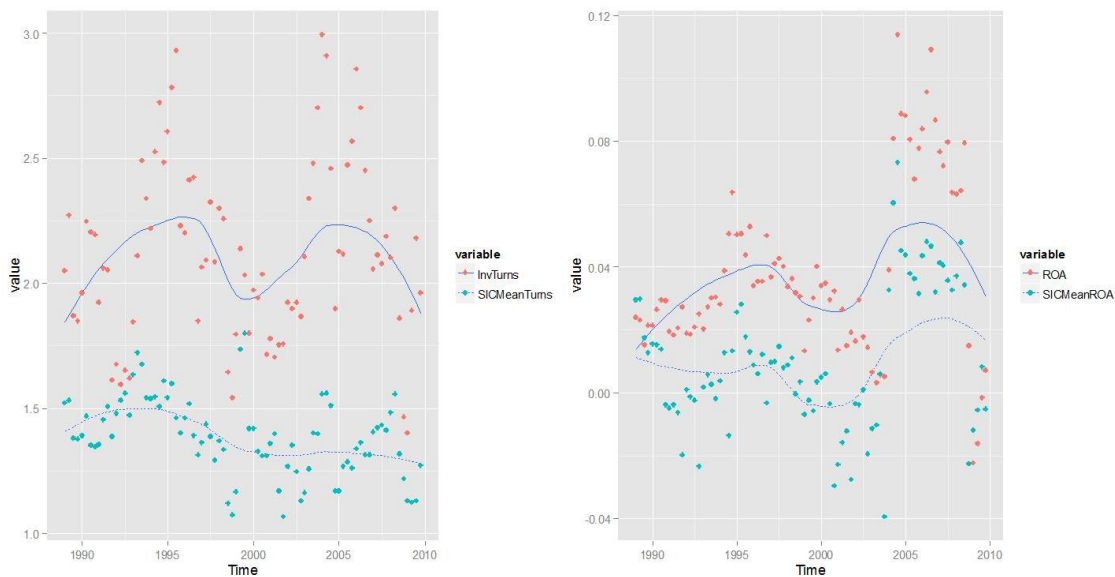 value
3.0
2.5
2.0
1.5
1.0
1990
1995
2000
2005
2010
Time
variable
InvTurns
SICMeanTurns
value
0.12
0.08
0.04
0.00
-0.04
1990
1995
2000
2005
2010
Time
variable
ROA
SICMeanROA